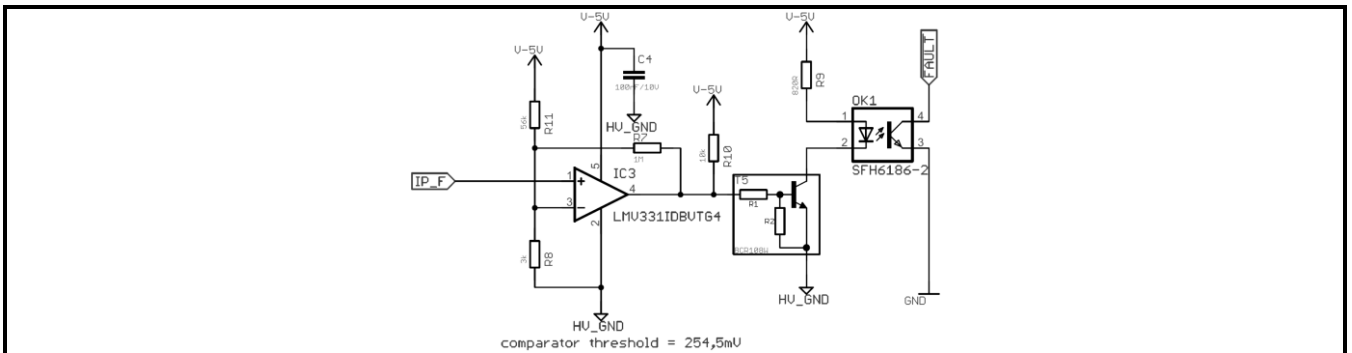 V-5V
V-5V
V-5V
FAULT
C4
100nF/10V
820R
R9
V-5V
OK1
56k
R11
HV_GND
R7
1M
10k
R10
1
4
2
3
SFH6186-2
IP_F
1
+
5
IC3
4
3
-
2
LMV331IDBVTG4
T5
R1
R2
BCR108W
3k
R8
HV_GND
GND
HV_GND
comparator threshold = 254,5mV